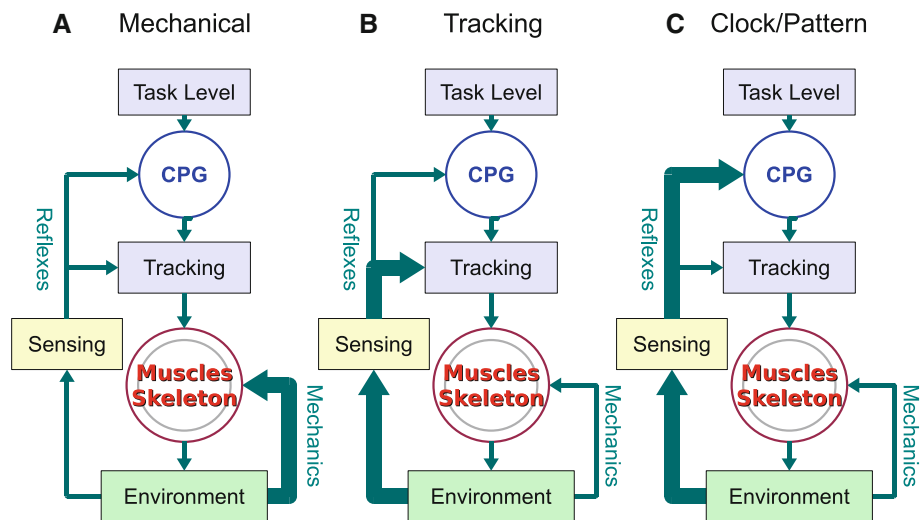 A Mechanical
Task Level
CPG
Reflexes
Tracking
Sensing
Muscles
Skeleton
Mechanics
Environment
B Tracking
Task Level
CPG
Reflexes
Tracking
Sensing
Muscles
Skeleton
Mechanics
Environment
C Clock/Pattern
Task Level
CPG
Reflexes
Tracking
Sensing
Muscles
Skeleton
Mechanics
Environment